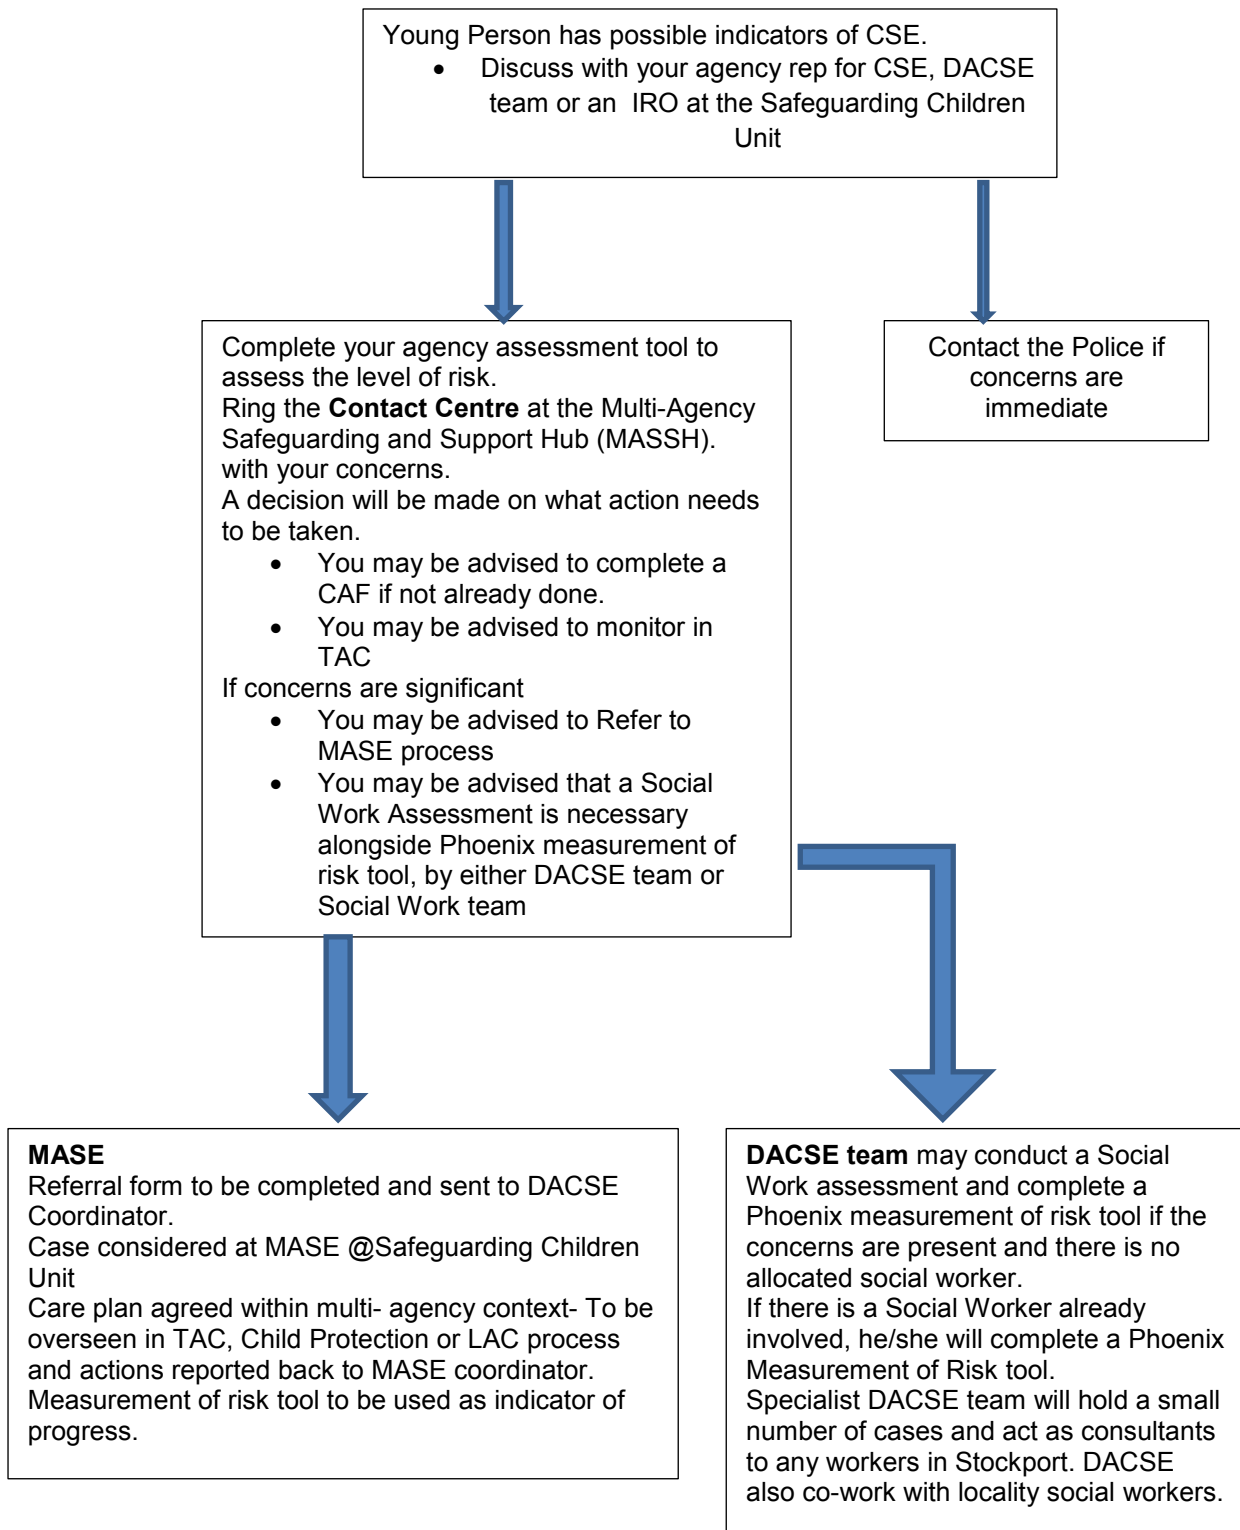 Young Person has possible indicators of CSE.
• Discuss with your agency rep for CSE, DACSE
team or an IRO at the Safeguarding Children
Unit
Complete your agency assessment tool to
assess the level of risk.
Ring the Contact Centre at the Multi-Agency
Safeguarding and Support Hub (MASSH).
with your concerns.
A decision will be made on what action needs
to be taken.
• You may be advised to complete a
CAF if not already done.
• You may be advised to monitor in
TAC
If concerns are significant
• You may be advised to Refer to
MASE process
• You may be advised that a Social
Work Assessment is necessary
alongside Phoenix measurement of
risk tool, by either DACSE team or
Social Work team
Contact the Police if
concerns are
immediate
MASE
Referral form to be completed and sent to DACSE
Coordinator.
Case considered at MASE @Safeguarding Children
Unit
Care plan agreed within multi- agency context- To be
overseen in TAC, Child Protection or LAC process
and actions reported back to MASE coordinator.
Measurement of risk tool to be used as indicator of
progress.
DACSE team may conduct a Social
Work assessment and complete a
Phoenix measurement of risk tool if the
concerns are present and there is no
allocated social worker.
If there is a Social Worker already
involved, he/she will complete a Phoenix
Measurement of Risk tool.
Specialist DACSE team will hold a small
number of cases and act as consultants
to any workers in Stockport. DACSE
also co-work with locality social workers.